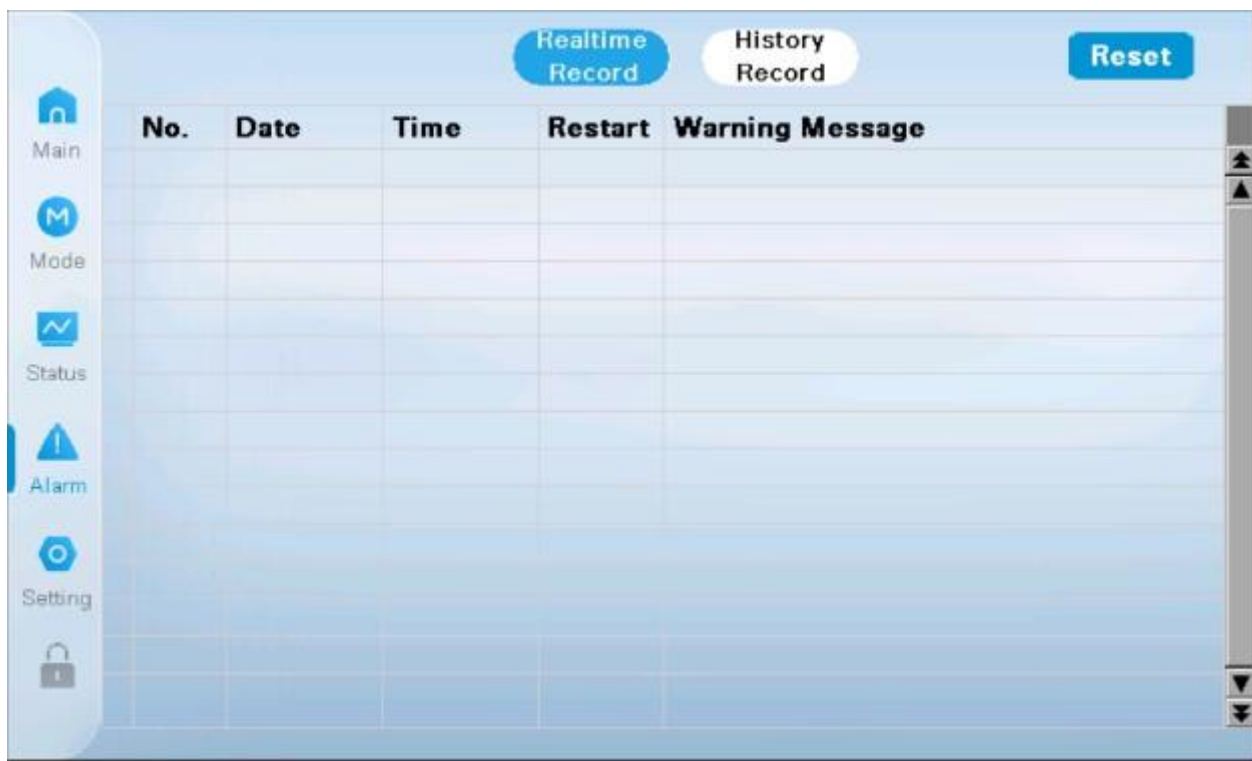 Realtime
Record
History
Record
Reset
No. Date Time Restart Warning Message
Main
M
Mode
Status
Alarm
Setting